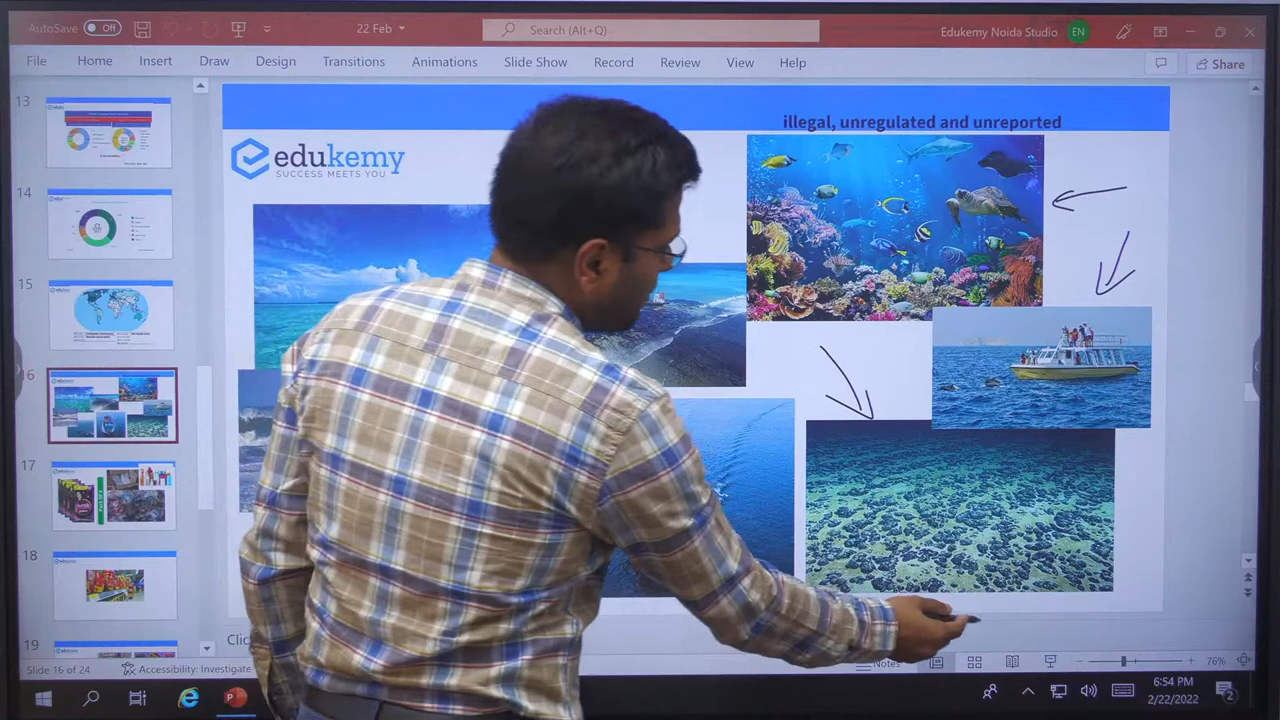 AutoSave Off
22 Feb
Search (Alt+Q)
Edukemy Noida Studio EN
File Home Insert Draw Design Transitions Animations Slide Show Record Review View Help
Share
illegal, unregulated and unreported
edukemy
SUCCESS MEETS YOU
13
14
15
16
17
18
19
Clic
Slide 16 of 24
Accessibility: Investigate
Notes
76%
6:54 PM
2/22/2022
2